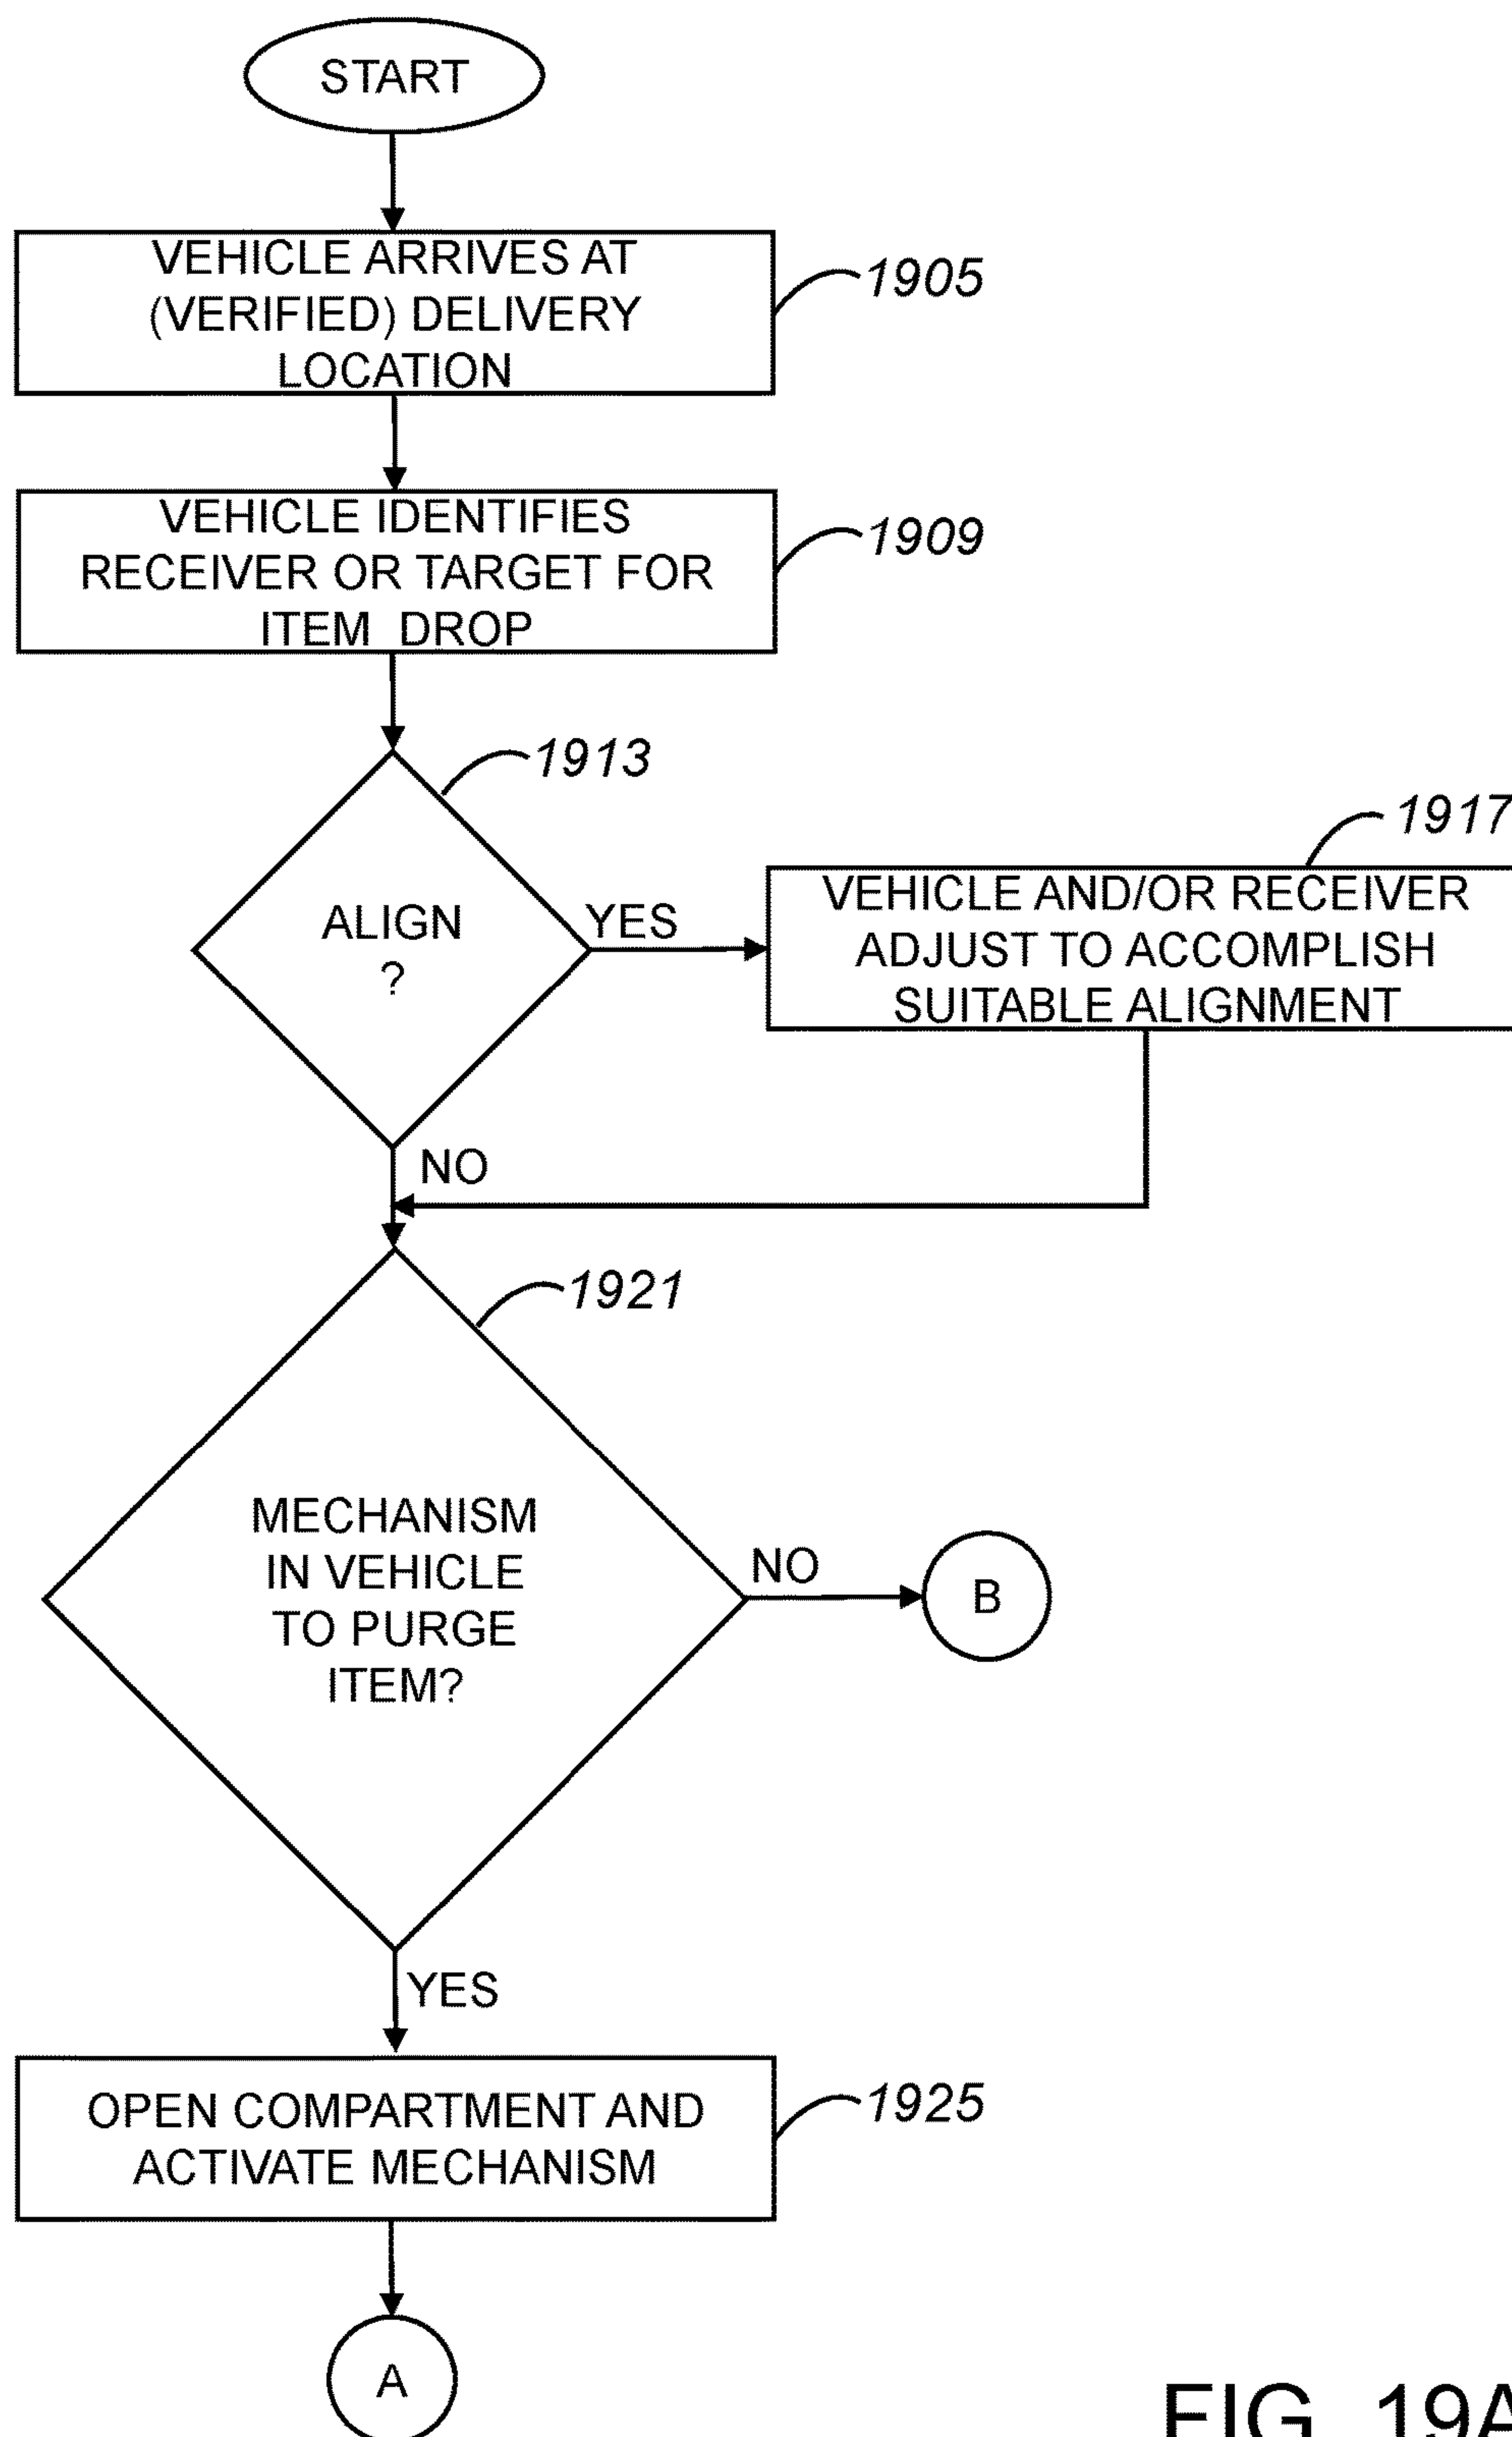 START
VEHICLE ARRIVES AT
(VERIFIED) DELIVERY
LOCATION
1905
VEHICLE IDENTIFIES
RECEIVER OR TARGET FOR
ITEM DROP
1909
1913
ALIGN
?
YES
1917
VEHICLE AND/OR RECEIVER
ADJUST TO ACCOMPLISH
SUITABLE ALIGNMENT
NO
1921
MECHANISM
IN VEHICLE
TO PURGE
ITEM?
NO
B
YES
OPEN COMPARTMENT AND
ACTIVATE MECHANISM
1925
A
FIG. 19A